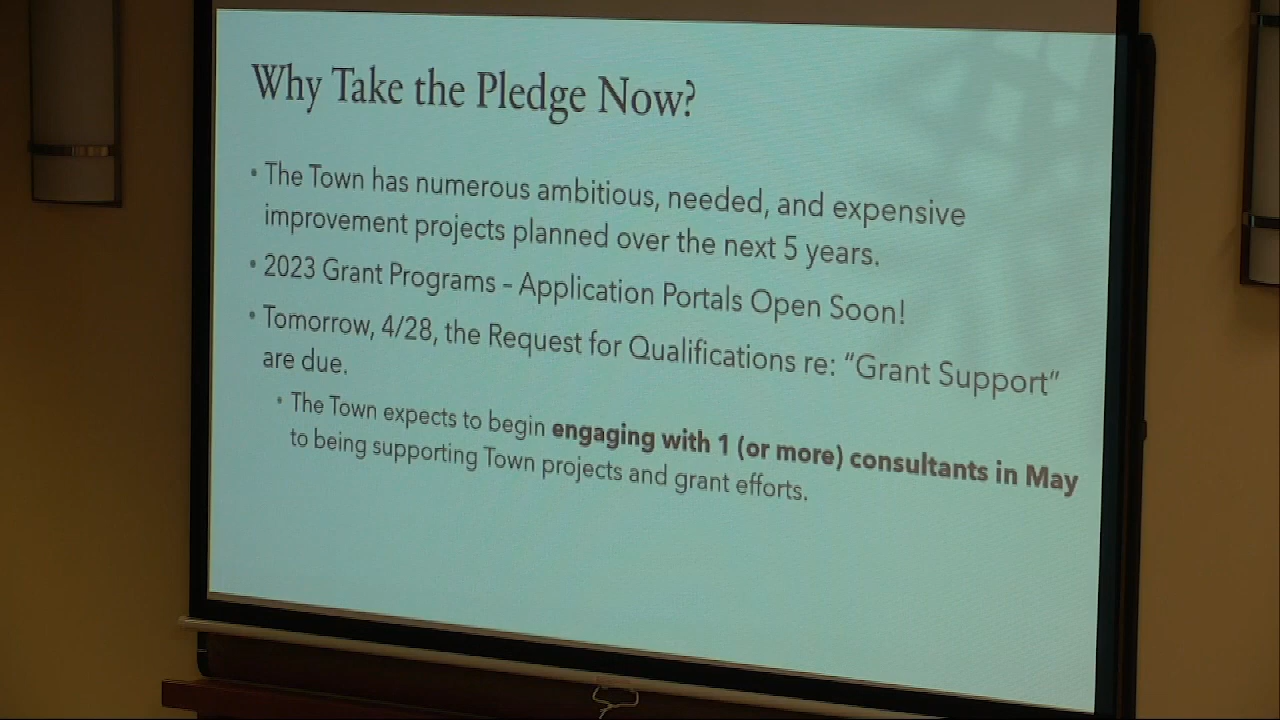 Why Take the Pledge Now?
• The Town has numerous ambitious, needed, and expensive
improvement projects planned over the next 5 years.
• 2023 Grant Programs – Application Portals Open Soon!
• Tomorrow, 4/28, the Request for Qualifications re: “Grant Support”
are due.
• The Town expects to begin engaging with 1 (or more) consultants in May
to being supporting Town projects and grant efforts.